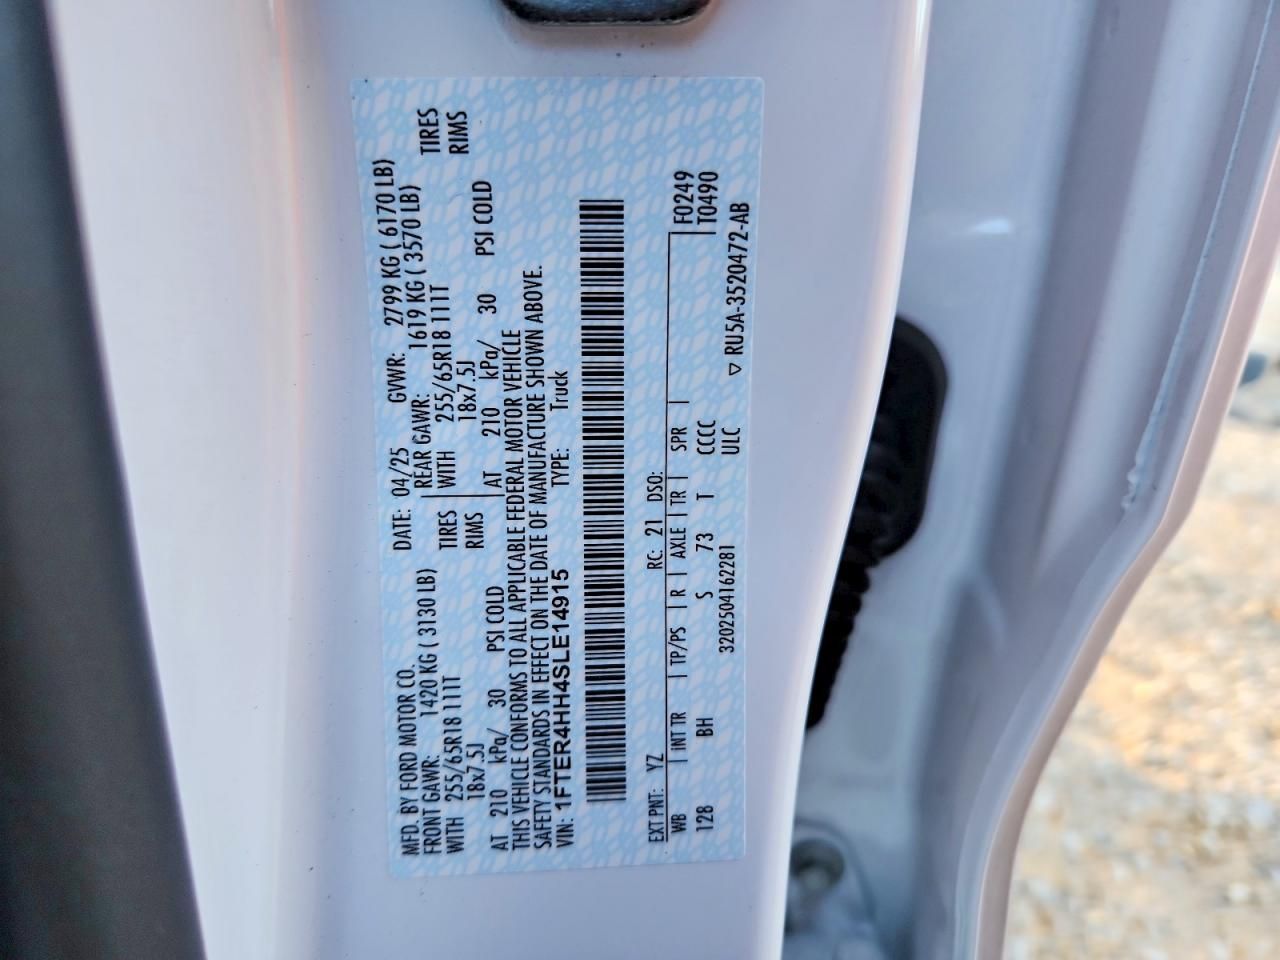 MFD. BY FORD MOTOR CO. DATE: 04/25 GVWR: 2799 KG ( 6170 LB)
FRONT GAWR: 1420 KG ( 3130 LB) REAR GAWR: 1619 KG ( 3570 LB)
WITH 255/65R18 111T TIRES WITH 255/65R18 111T TIRES
18x7.5J RIMS 18x7.5J RIMS
AT 210 kPa/ 30 PSI COLD AT 210 kPa/ 30 PSI COLD
THIS VEHICLE CONFORMS TO ALL APPLICABLE FEDERAL MOTOR VEHICLE
SAFETY STANDARDS IN EFFECT ON THE DATE OF MANUFACTURE SHOWN ABOVE.
VIN: 1FTER4HH4SLE14915 TYPE: Truck
EXT PNT: YZ RC: 21 DSO: F0249
WB | INT TR | TP/PS | R | AXLE | TR | SPR | T0490
128 BH S 73 T CCCC
3202504162281 ULC ▽ RU5A-3520472-AB